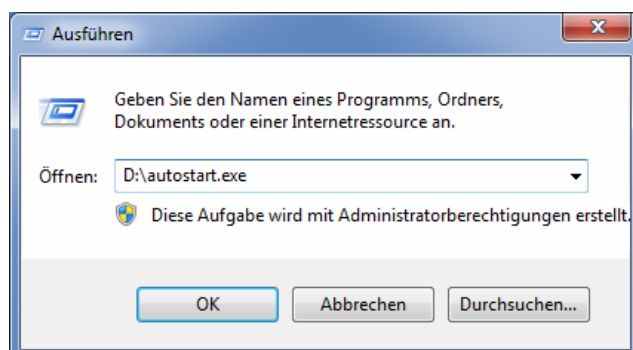 Ausführen
Geben Sie den Namen eines Programms, Ordners,
Dokuments oder einer Internetressource an.
Öffnen: D:\autostart.exe
Diese Aufgabe wird mit Administratorberechtigungen erstellt.
OK Abbrechen Durchsuchen...